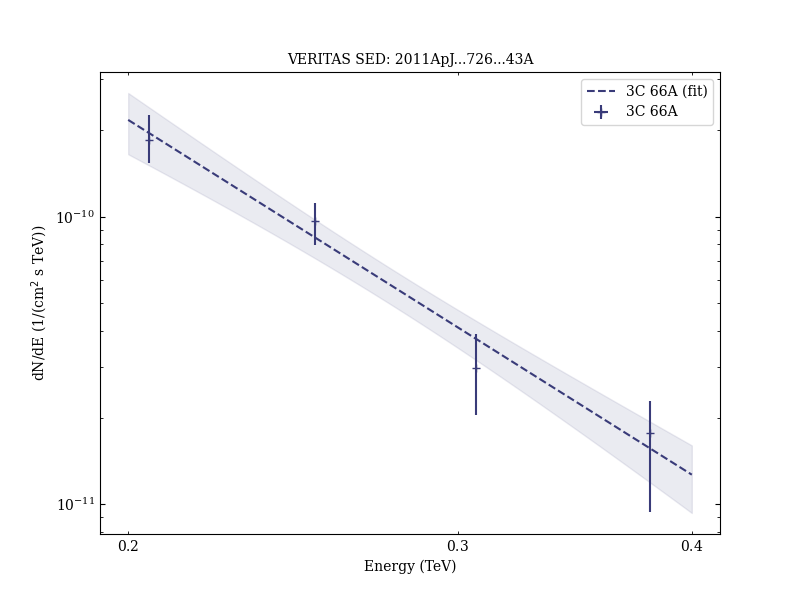 VERITAS SED: 2011ApJ...726...43A
3C 66A (fit)
3C 66A
dN/dE (1/(cm² s TeV))
10⁻¹⁰
10⁻¹¹
0.2
0.3
0.4
Energy (TeV)